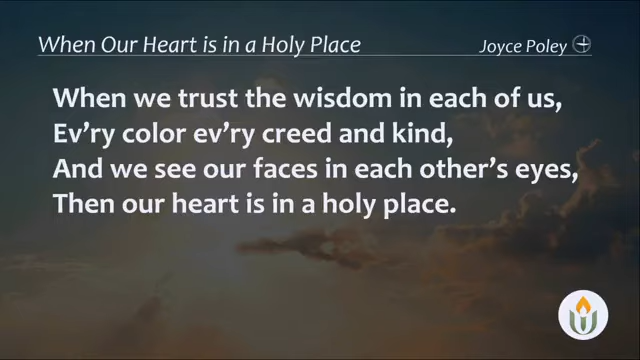 When Our Heart is in a Holy Place
Joyce Poley
When we trust the wisdom in each of us,
Ev’ry color ev’ry creed and kind,
And we see our faces in each other’s eyes,
Then our heart is in a holy place.